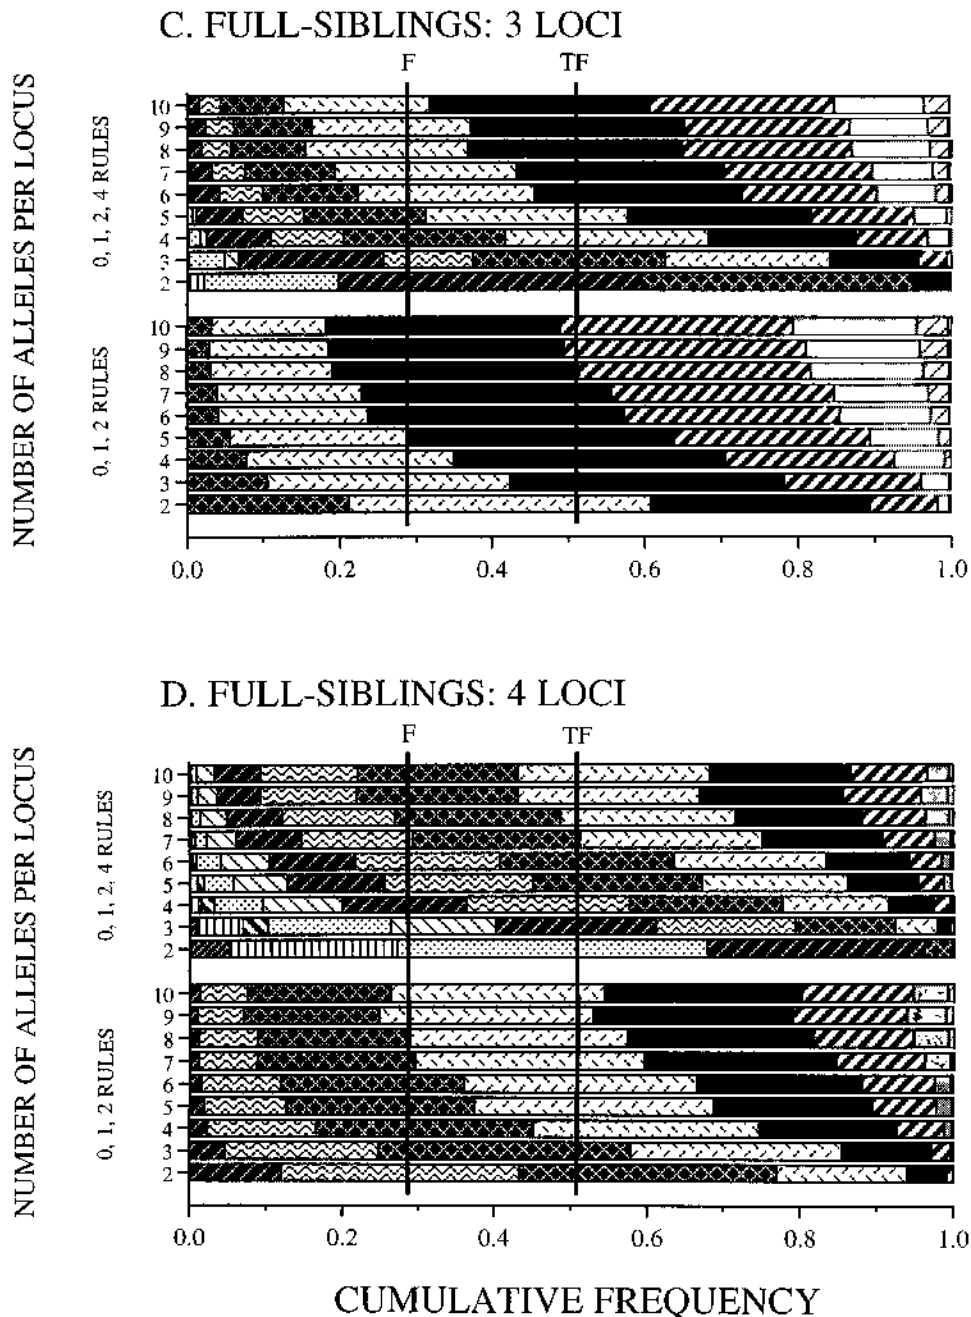 C. FULL-SIBLINGS: 3 LOCI
F TF
NUMBER OF ALLELES PER LOCUS
0, 1, 2, 4 RULES
10
9
8
7
6
5
4
3
2
0, 1, 2 RULES
10
9
8
7
6
5
4
3
2
0.0 0.2 0.4 0.6 0.8 1.0
D. FULL-SIBLINGS: 4 LOCI
F TF
NUMBER OF ALLELES PER LOCUS
0, 1, 2, 4 RULES
10
9
8
7
6
5
4
3
2
0, 1, 2 RULES
10
9
8
7
6
5
4
3
2
0.0 0.2 0.4 0.6 0.8 1.0
CUMULATIVE FREQUENCY